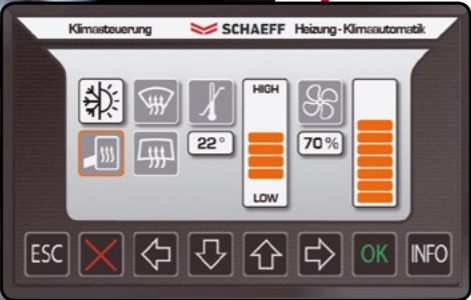 Klimasteuerung SCHAEFF Heizung-Klimaautomatik
HIGH
22° 70%
LOW
ESC OK INFO